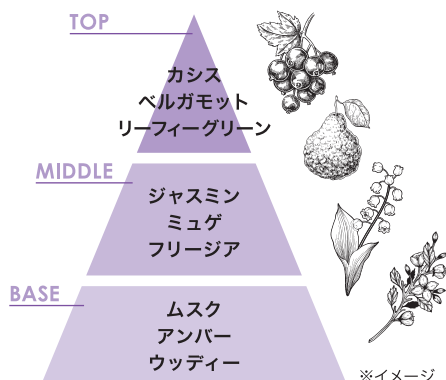 TOP
カシス
ベルガモット
リーフィーグリーン
MIDDLE
ジャスミン
ミュゲ
フリージア
BASE
ムスク
アンバー
ウッディー
※イメージ